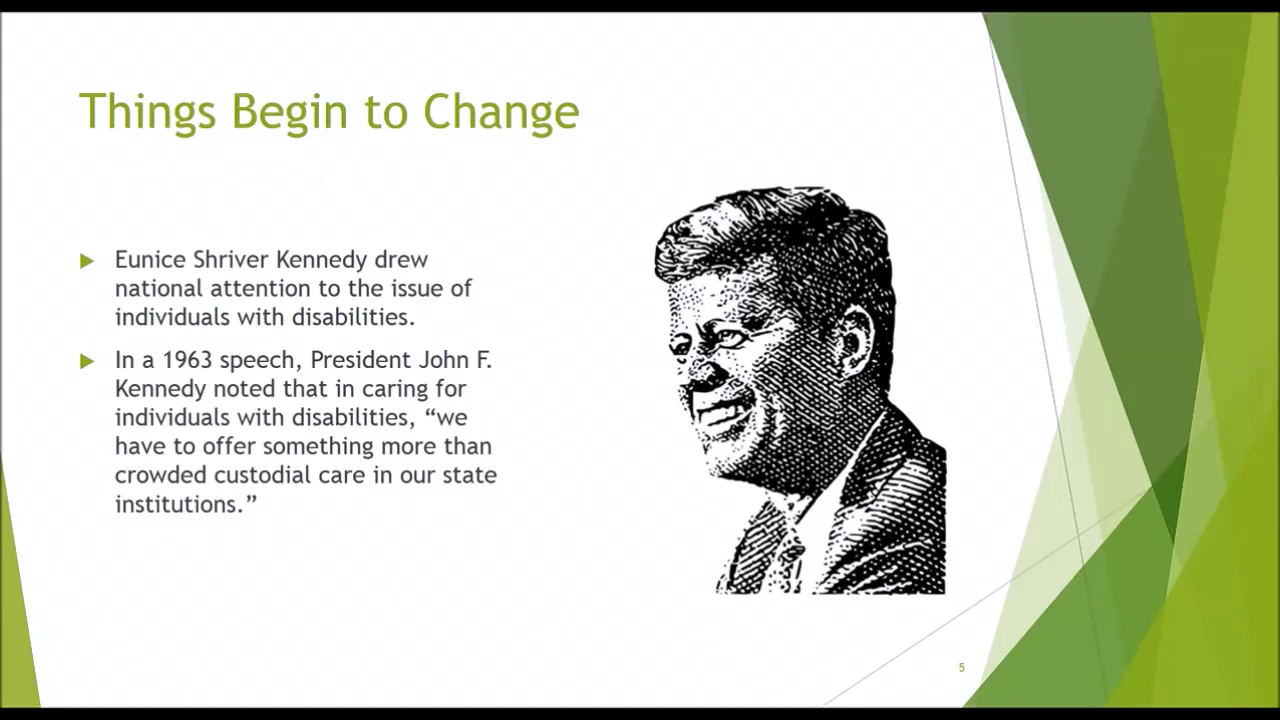 Things Begin to Change
Eunice Shriver Kennedy drew
national attention to the issue of
individuals with disabilities.
In a 1963 speech, President John F.
Kennedy noted that in caring for
individuals with disabilities, “we
have to offer something more than
crowded custodial care in our state
institutions.”
5